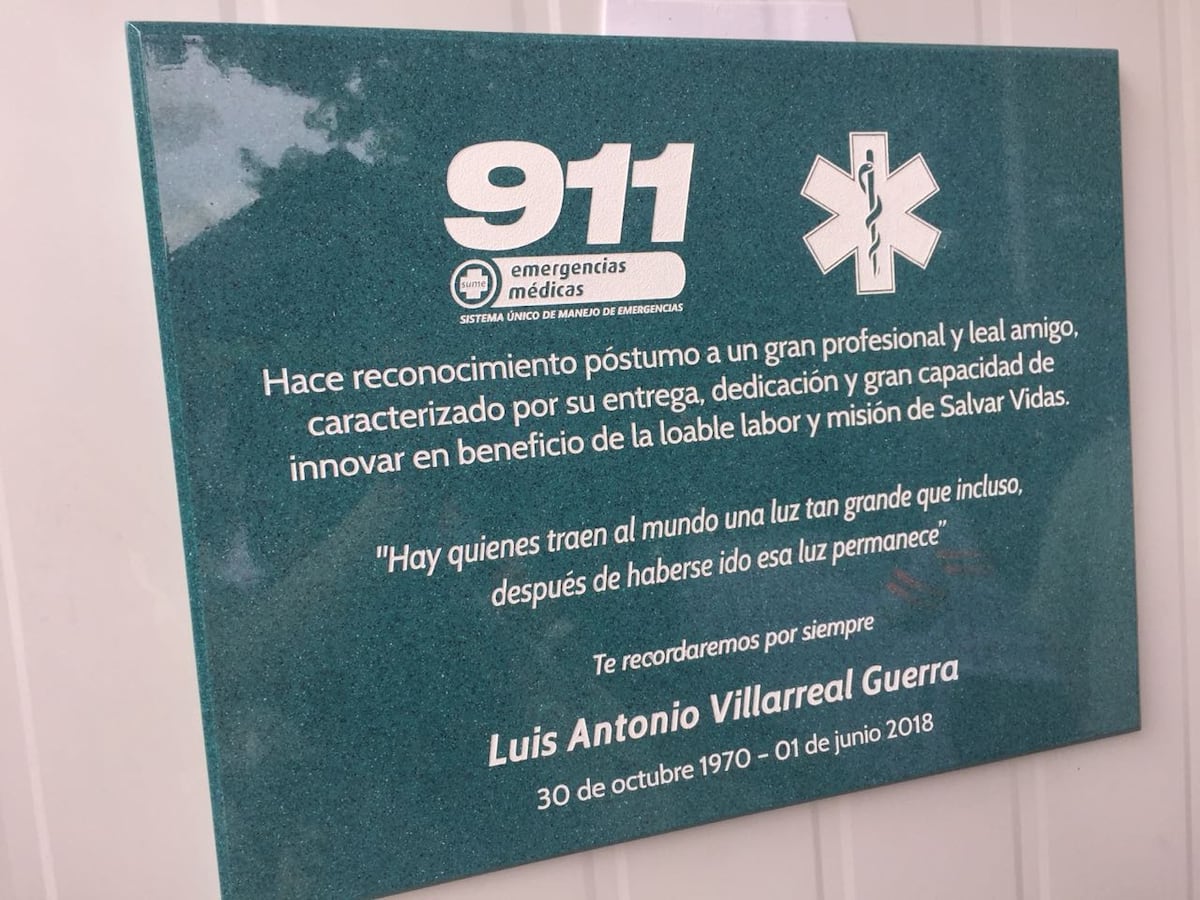 911
sume
emergencias
médicas
SISTEMA ÚNICO DE MANEJO DE EMERGENCIAS
Hace reconocimiento póstumo a un gran profesional y leal amigo,
caracterizado por su entrega, dedicación y gran capacidad de
innovar en beneficio de la loable labor y misión de Salvar Vidas.
"Hay quienes traen al mundo una luz tan grande que incluso,
después de haberse ido esa luz permanece”
Te recordaremos por siempre
Luis Antonio Villarreal Guerra
30 de octubre 1970 – 01 de junio 2018